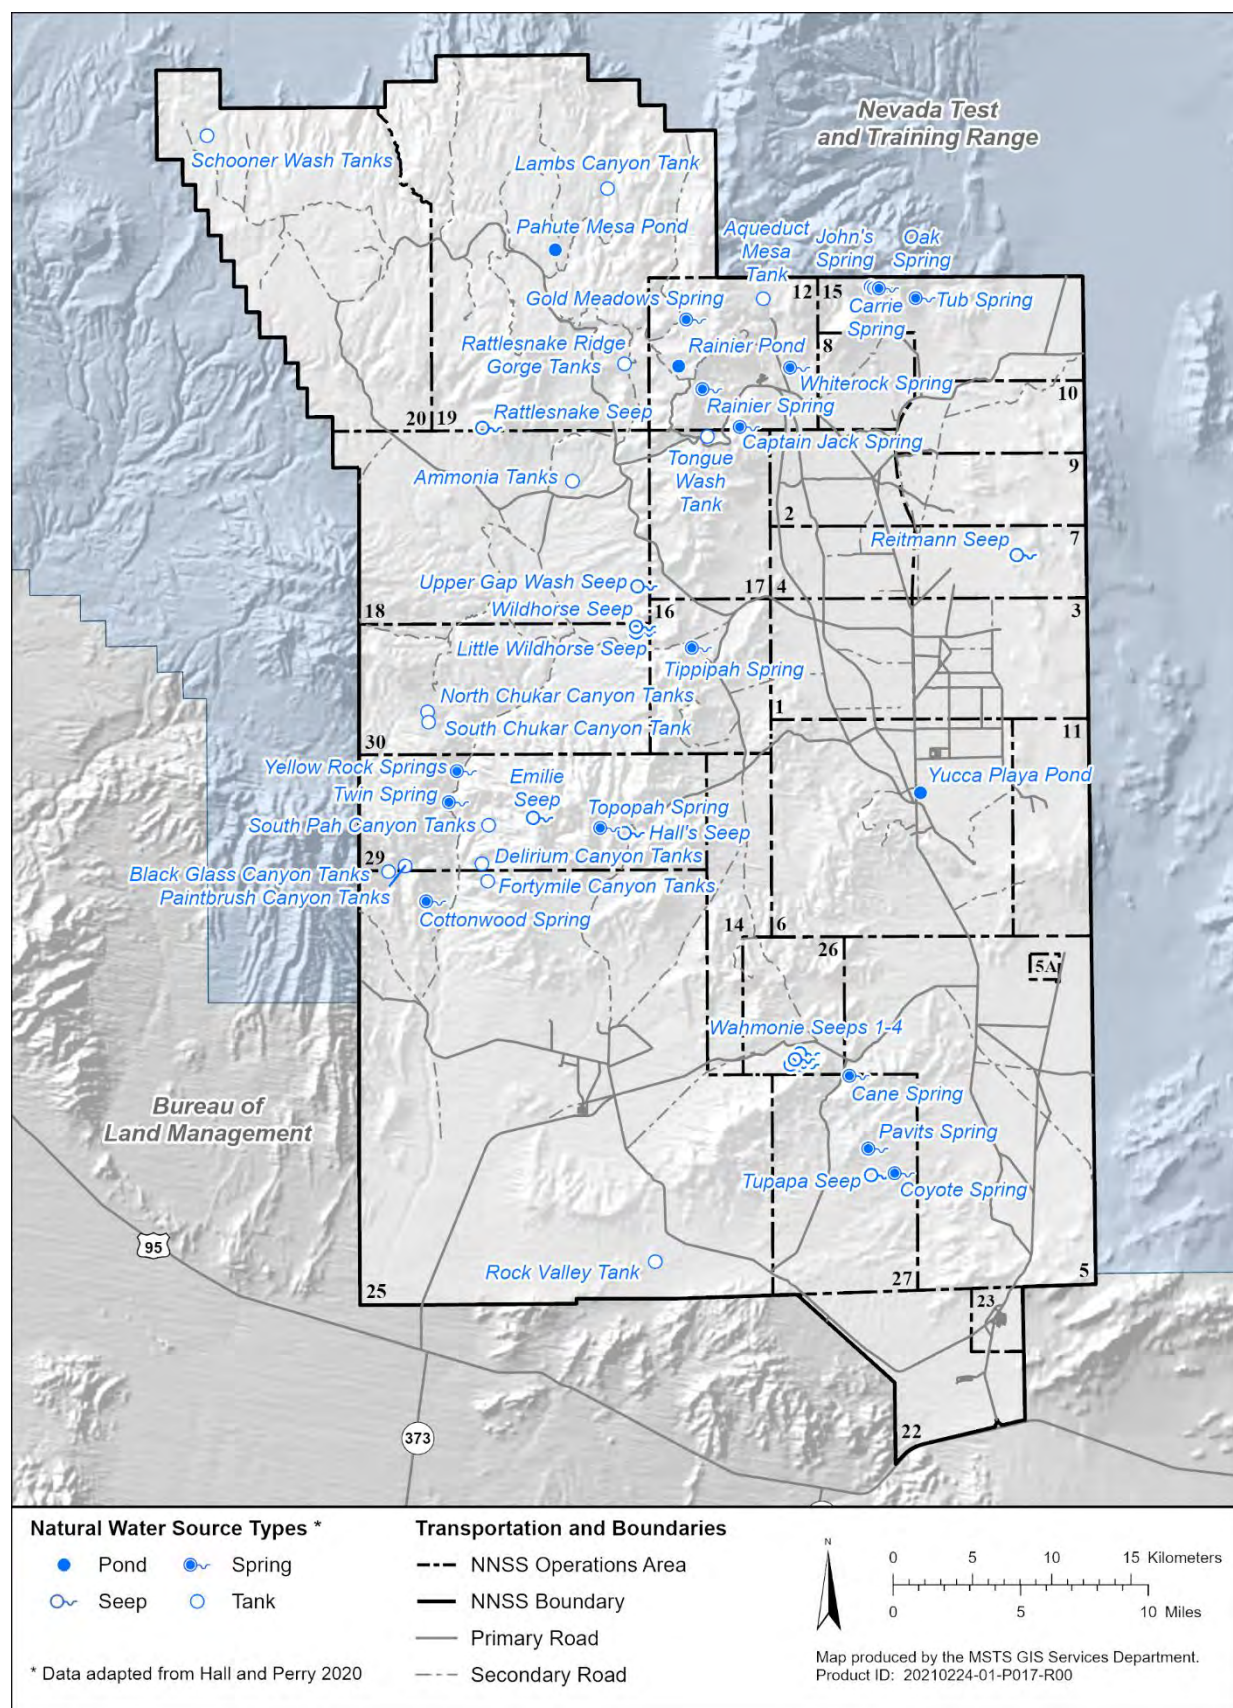 Nevada Test
and Training Range
Schooner Wash Tanks
Lambs Canyon Tank
Pahute Mesa Pond
Aqueduct
Mesa
Tank
John's
Spring
Oak
Spring
12
15
Gold Meadows Spring
Carrie
Spring
Tub Spring
Rattlesnake Ridge
Gorge Tanks
Rainier Pond
8
Whiterock Spring
10
Rainier Spring
20
19
Rattlesnake Seep
Captain Jack Spring
Ammonia Tanks
Tongue
Wash
Tank
9
2
Reitmann Seep
7
Upper Gap Wash Seep
17
4
18
Wildhorse Seep
16
3
Little Wildhorse Seep
Tippipah Spring
North Chukar Canyon Tanks
South Chukar Canyon Tank
1
11
30
Yellow Rock Springs
Emilie
Seep
Yucca Playa Pond
Twin Spring
Topopah Spring
South Pah Canyon Tanks
Hall's Seep
29
Delirium Canyon Tanks
Black Glass Canyon Tanks
Fortymile Canyon Tanks
Paintbrush Canyon Tanks
Cottonwood Spring
14
6
26
5A
Wahmonie Seeps 1-4
Cane Spring
Bureau of
Land Management
Pavits Spring
Tupapa Seep
Coyote Spring
95
Rock Valley Tank
25
27
5
23
22
373
Natural Water Source Types *
Pond
Spring
Seep
Tank
* Data adapted from Hall and Perry 2020
Transportation and Boundaries
NNSS Operations Area
NNSS Boundary
Primary Road
Secondary Road
N
0 5 10 15 Kilometers
0 5 10 Miles
Map produced by the MSTS GIS Services Department.
Product ID: 20210224-01-P017-R00